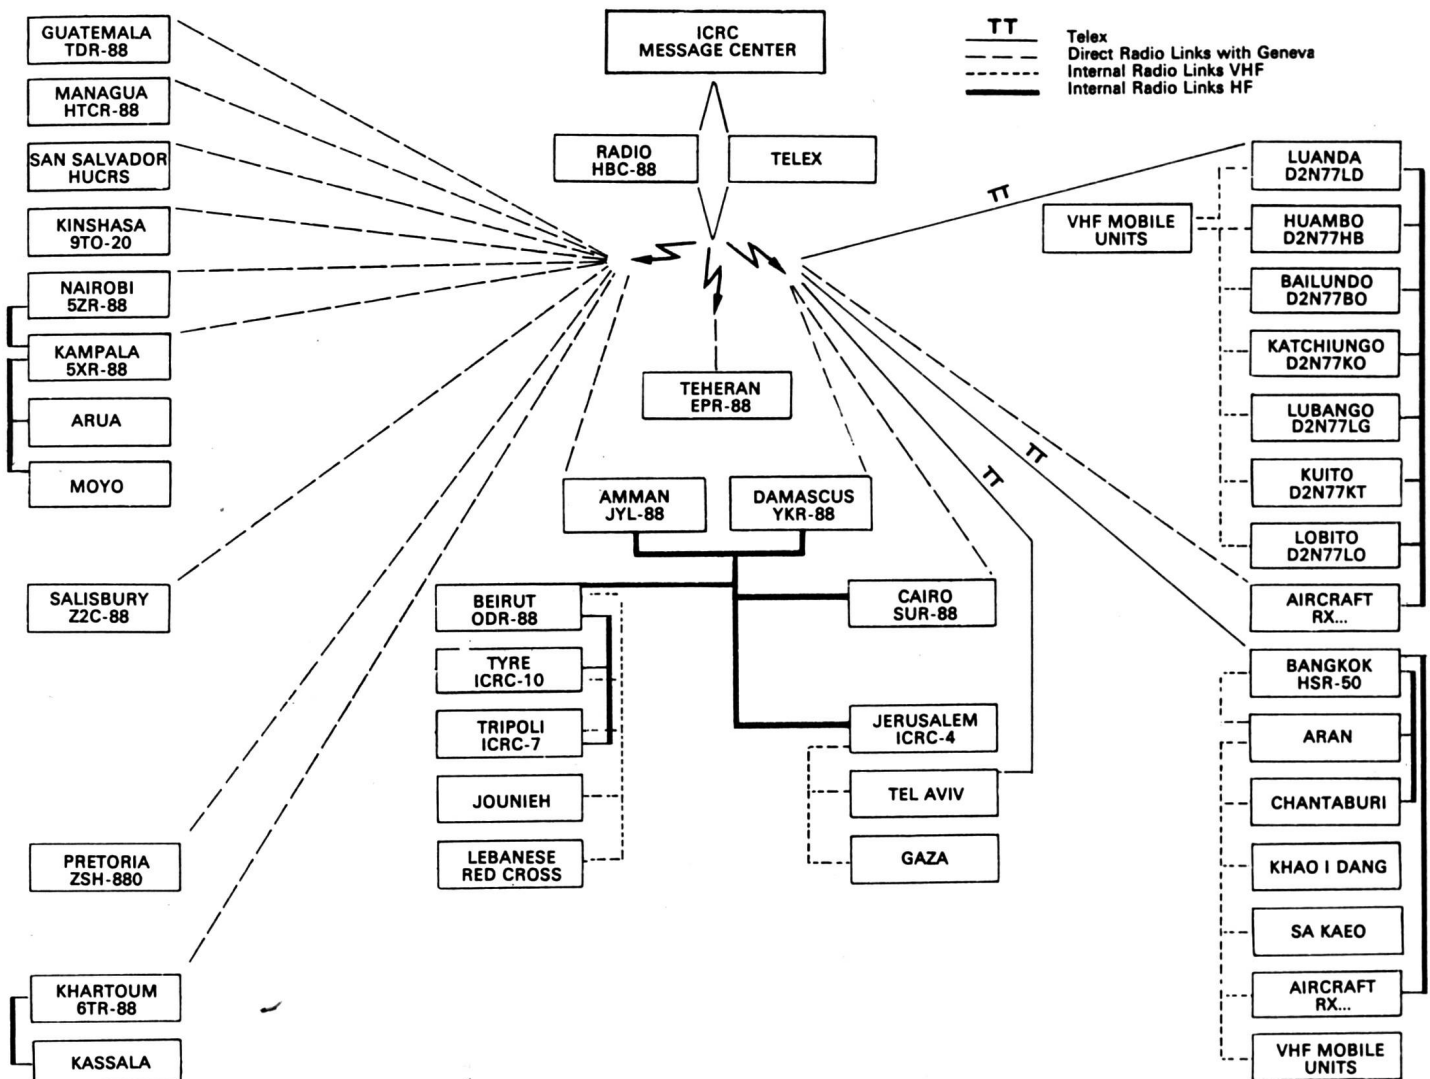 ICRC
MESSAGE CENTER
TT
Telex
Direct Radio Links with Geneva
Internal Radio Links VHF
Internal Radio Links HF
RADIO
HBC-88
TELEX
GUATEMALA
TDR-88
MANAGUA
HTCR-88
SAN SALVADOR
HUCRS
KINSHASA
9TO-20
NAIROBI
5ZR-88
KAMPALA
5XR-88
ARUA
MOYO
SALISBURY
Z2C-88
PRETORIA
ZSH-880
KHARTOUM
6TR-88
KASSALA
TEHERAN
EPR-88
AMMAN
JYL-88
DAMASCUS
YKR-88
BEIRUT
ODR-88
TYRE
ICRC-10
TRIPOLI
ICRC-7
JOUNIEH
LEBANESE
RED CROSS
CAIRO
SUR-88
JERUSALEM
ICRC-4
TEL AVIV
GAZA
TT
TT
TT
VHF MOBILE
UNITS
LUANDA
D2N77LD
HUAMBO
D2N77HB
BAILUNDO
D2N77BO
KATCHIUNGO
D2N77KO
LUBANGO
D2N77LG
KUITO
D2N77KT
LOBITO
D2N77LO
AIRCRAFT
RX...
BANGKOK
HSR-50
ARAN
CHANTABURI
KHAO I DANG
SA KAEO
AIRCRAFT
RX...
VHF MOBILE
UNITS